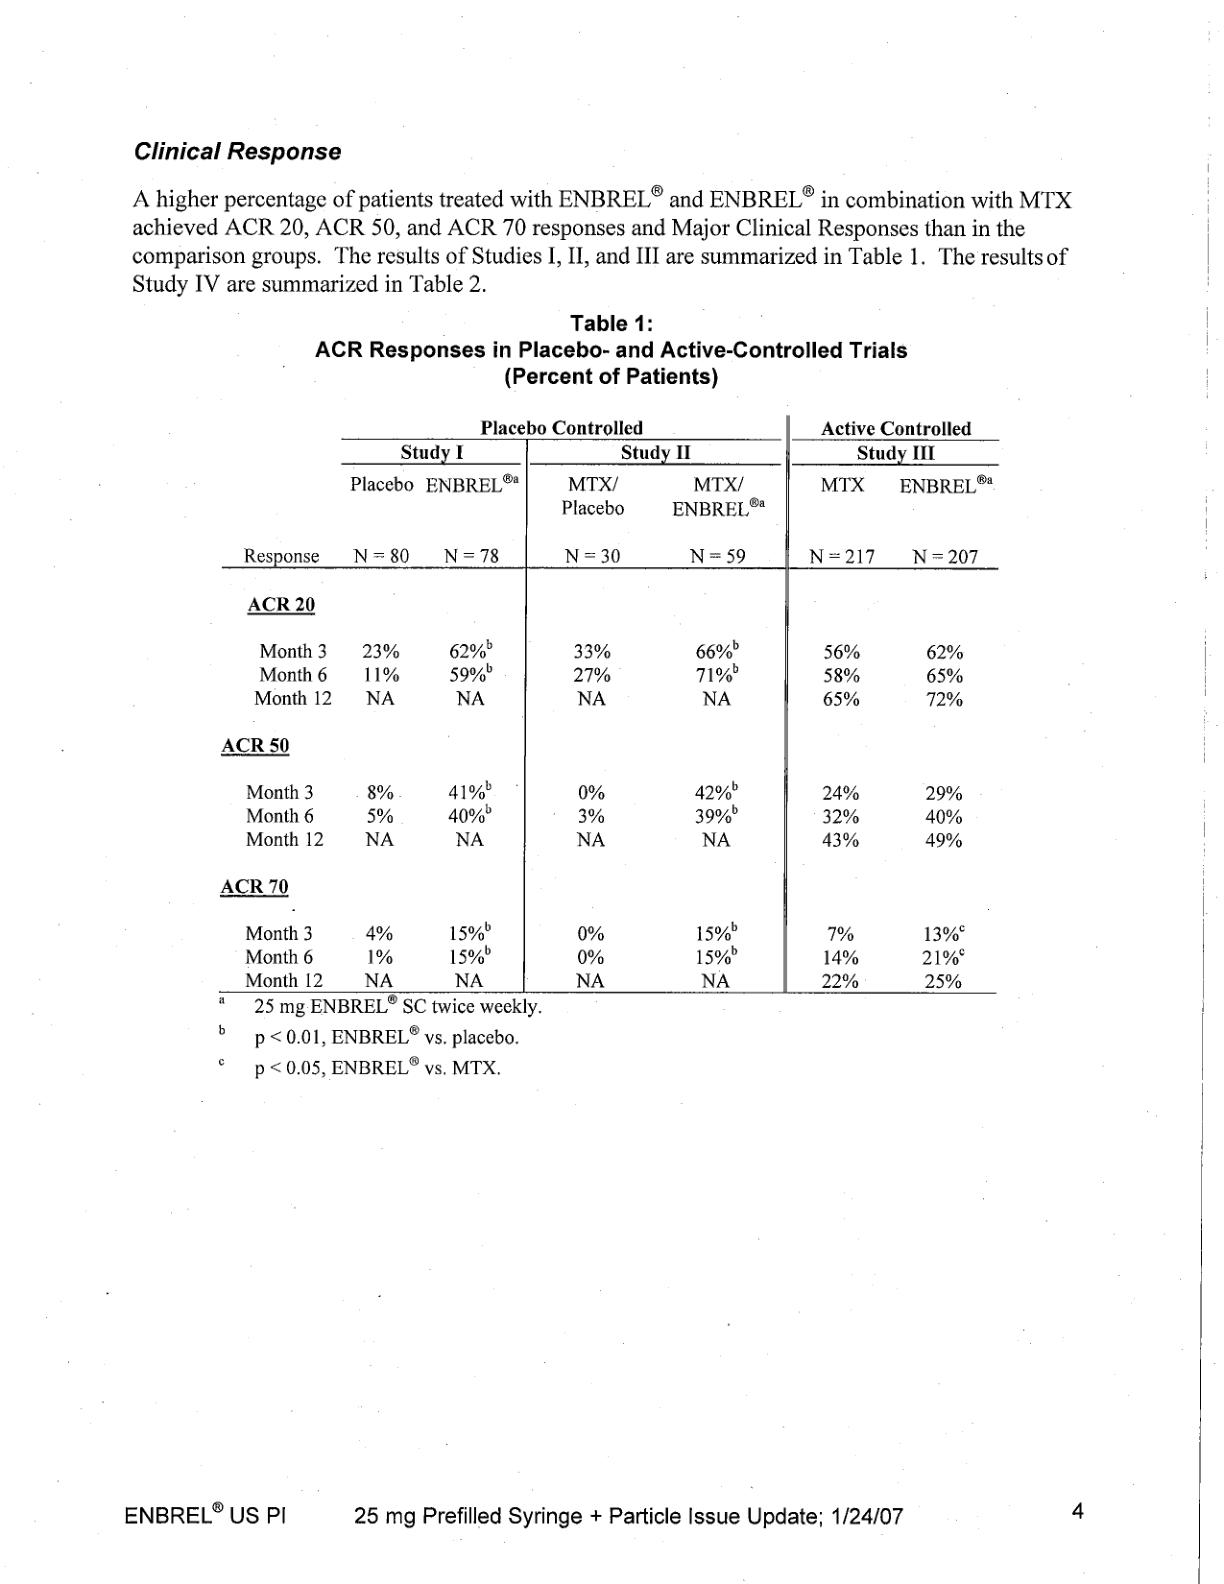 Clinical Response
A higher percentage of patients treated with ENBREL® and ENBREL® in combination with MTX
achieved ACR 20, ACR 50, and ACR 70 responses and Major Clinical Responses than in the
comparison groups. The results of Studies I, II, and III are summarized in Table 1. The results of
Study IV are summarized in Table 2.
Table 1:
ACR Responses in Placebo- and Active-Controlled Trials
(Percent of Patients)
Placebo Controlled Active Controlled
Study I Study II Study III
Placebo ENBREL®a MTX/ MTX/ MTX ENBREL®a
Placebo ENBREL®a
Response N = 80 N = 78 N = 30 N = 59 N = 217 N = 207
ACR 20
Month 3 23% 62%b 33% 66%b 56% 62%
Month 6 11% 59%b 27% 71%b 58% 65%
Month 12 NA NA NA NA 65% 72%
ACR 50
Month 3 8% 41%b 0% 42%b 24% 29%
Month 6 5% 40%b 3% 39%b 32% 40%
Month 12 NA NA NA NA 43% 49%
ACR 70
Month 3 4% 15%b 0% 15%b 7% 13%c
Month 6 1% 15%b 0% 15%b 14% 21%c
Month 12 NA NA NA NA 22% 25%
a 25 mg ENBREL® SC twice weekly.
b p < 0.01, ENBREL® vs. placebo.
c p < 0.05, ENBREL® vs. MTX.
ENBREL® US PI 25 mg Prefilled Syringe + Particle Issue Update; 1/24/07 4